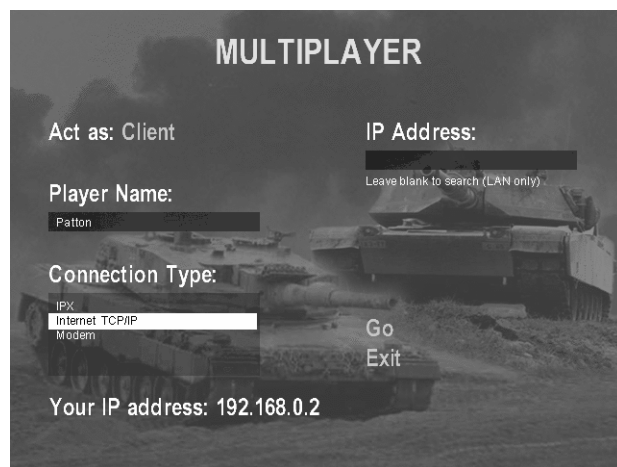 MULTIPLAYER
Act as: Client
Player Name:
Patton
Connection Type:
IPX
Internet TCP/IP
Modem
Your IP address: 192.168.0.2
IP Address:
Leave blank to search (LAN only)
Go
Exit